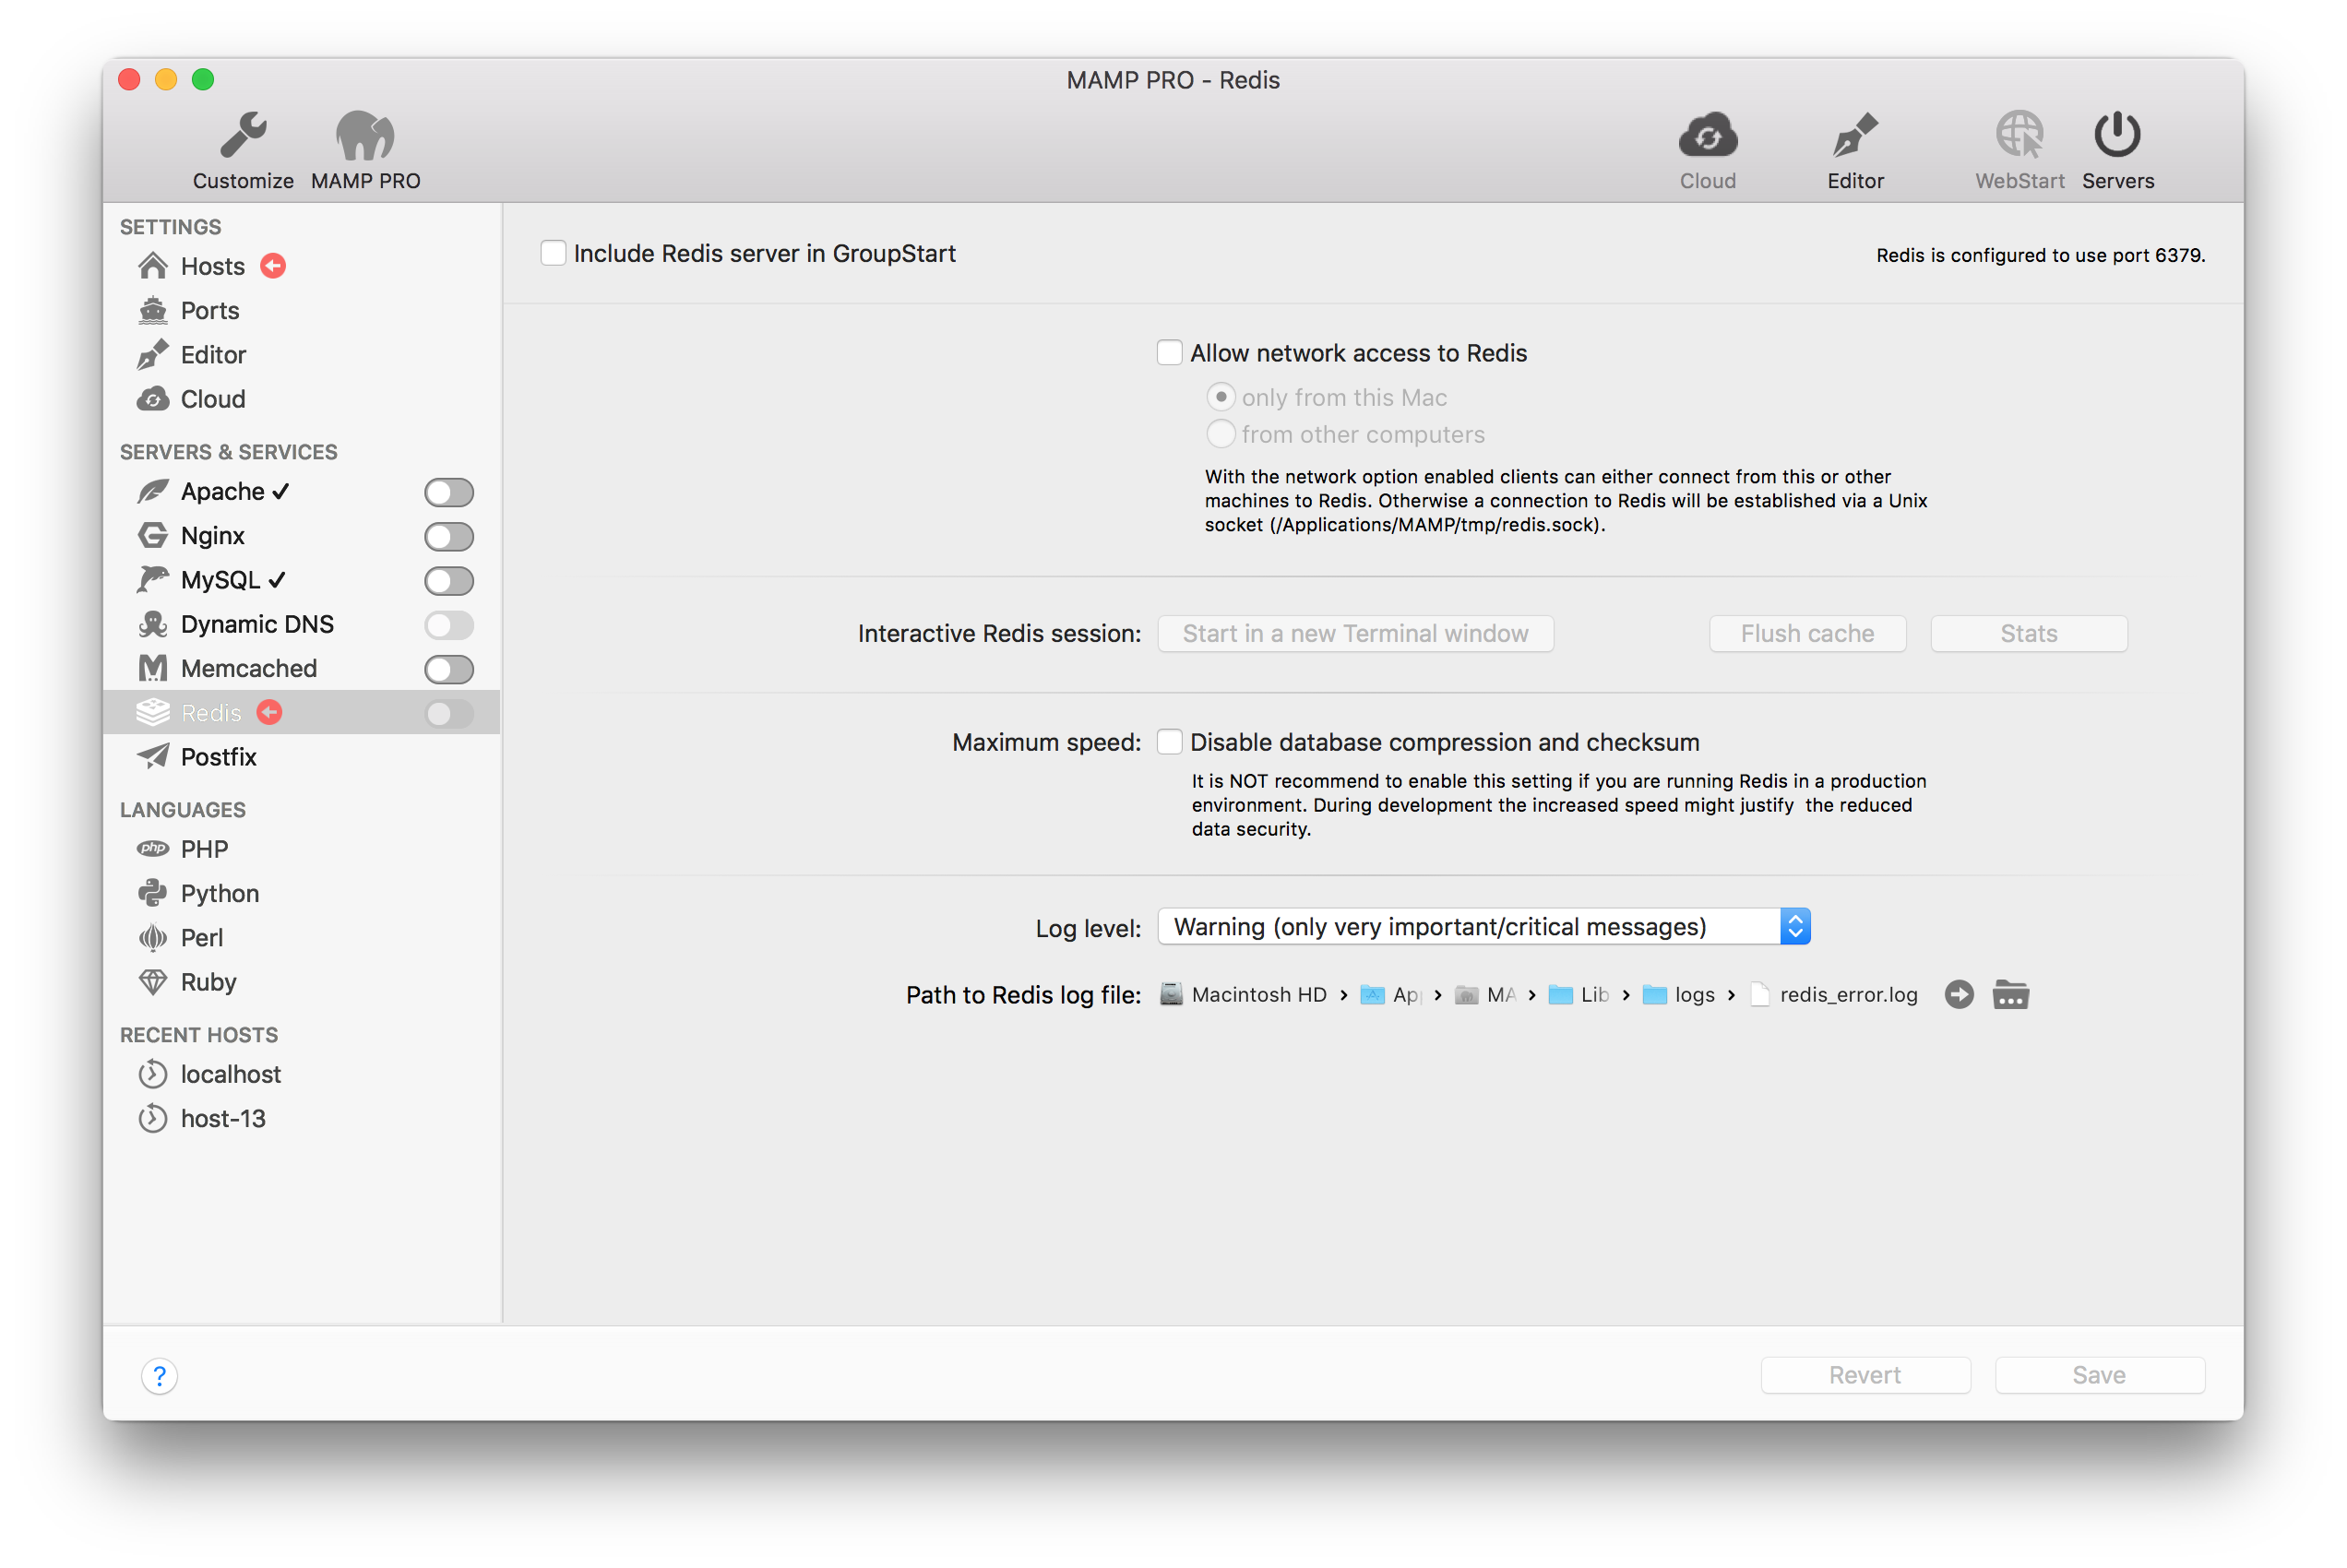 MAMP PRO - Redis
Customize
MAMP PRO
Cloud
Editor
WebStart
Servers
SETTINGS
Hosts
Ports
Editor
Cloud
SERVERS & SERVICES
Apache ✓
Nginx
MySQL ✓
Dynamic DNS
Memcached
Redis
Postfix
LANGUAGES
php PHP
Python
Perl
Ruby
RECENT HOSTS
localhost
host-13
Include Redis server in GroupStart
Redis is configured to use port 6379.
Allow network access to Redis
only from this Mac
from other computers
With the network option enabled clients can either connect from this or other
machines to Redis. Otherwise a connection to Redis will be established via a Unix
socket (/Applications/MAMP/tmp/redis.sock).
Interactive Redis session: Start in a new Terminal window Flush cache Stats
Maximum speed: Disable database compression and checksum
It is NOT recommend to enable this setting if you are running Redis in a production
environment. During development the increased speed might justify  the reduced
data security.
Log level: Warning (only very important/critical messages)
Path to Redis log file: Macintosh HD › Ap › MA › Lib › logs › redis_error.log
? Revert Save